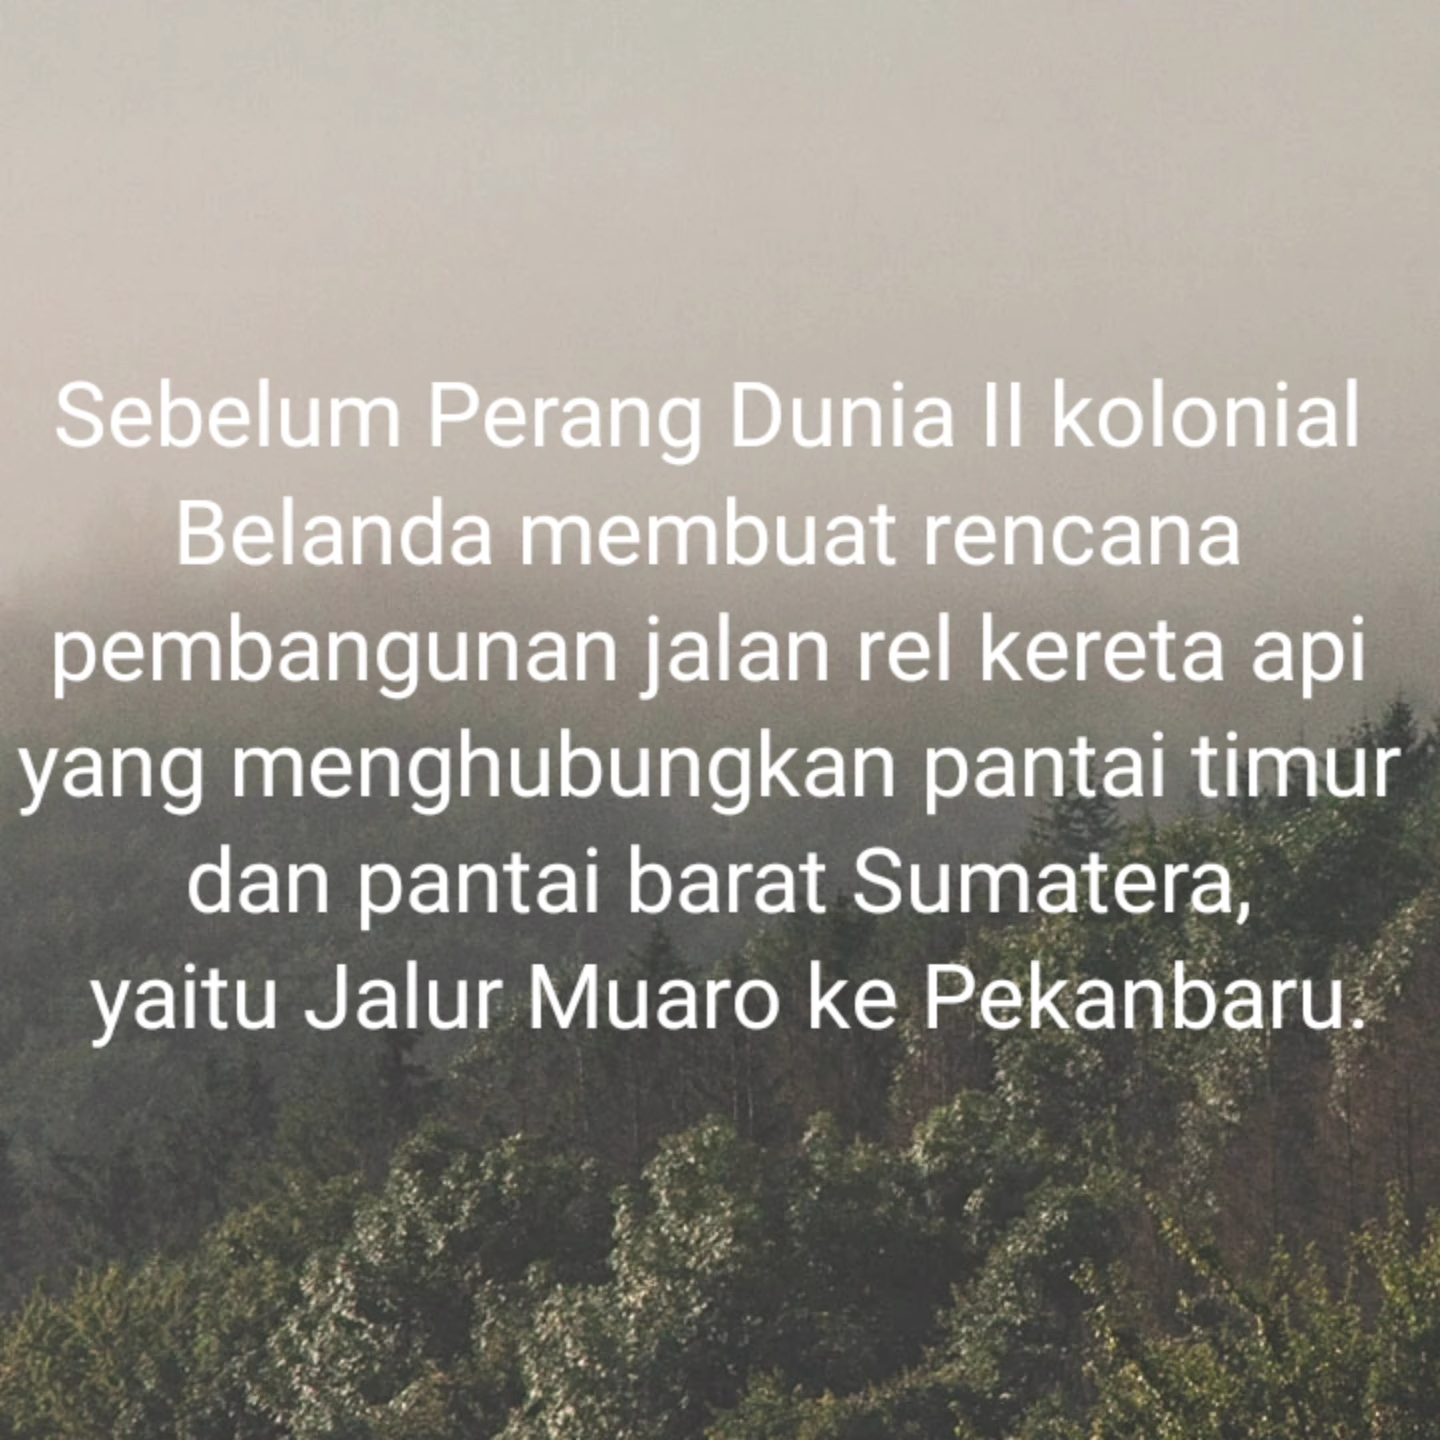 Sebelum Perang Dunia II kolonial
Belanda membuat rencana
pembangunan jalan rel kereta api
yang menghubungkan pantai timur
dan pantai barat Sumatera,
yaitu Jalur Muaro ke Pekanbaru.